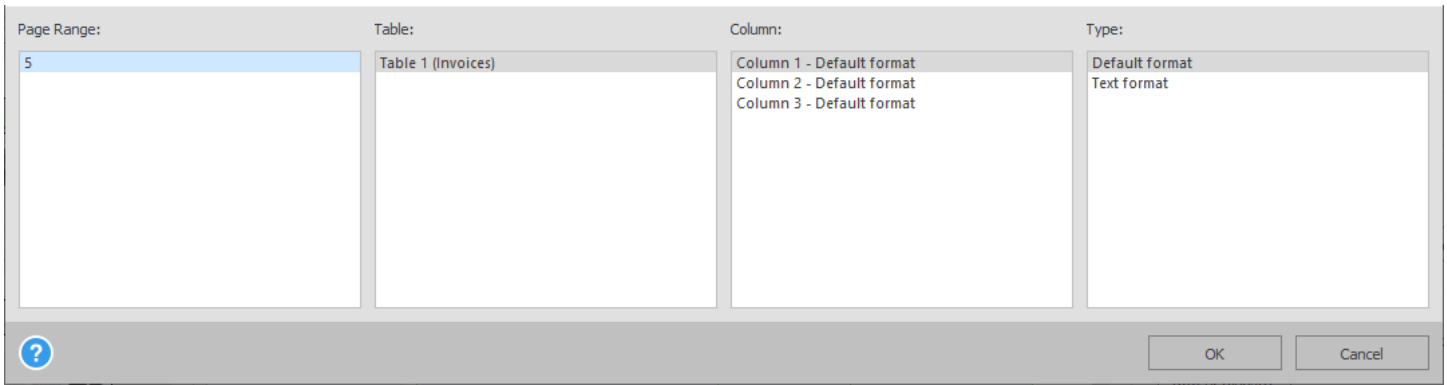 Page Range:
5
Table:
Table 1 (Invoices)
Column:
Column 1 - Default format
Column 2 - Default format
Column 3 - Default format
Type:
Default format
Text format
?
OK
Cancel